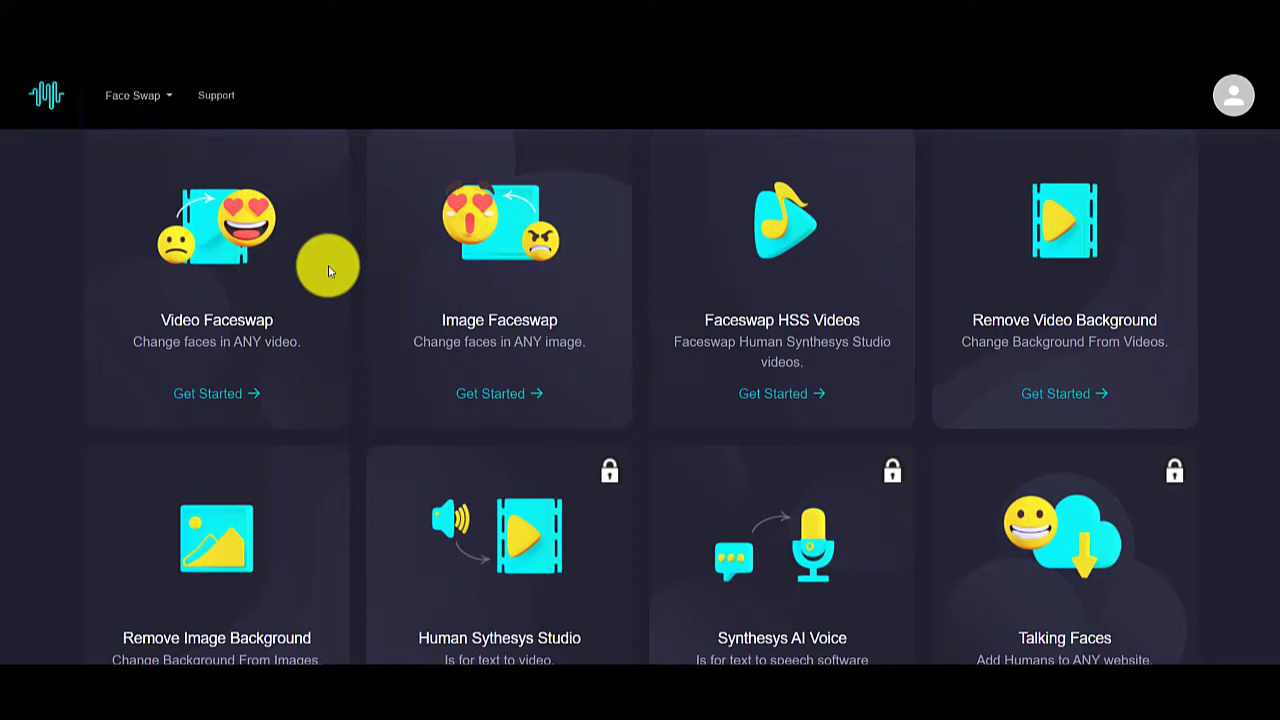 Face Swap
Support
Video Faceswap
Change faces in ANY video.
Get Started
Image Faceswap
Change faces in ANY image.
Get Started
Faceswap HSS Videos
Faceswap Human Synthesys Studio
videos.
Get Started
Remove Video Background
Change Background From Videos.
Get Started
Remove Image Background
Change Background From Images.
Human Sythesys Studio
Is for text to video.
Synthesys AI Voice
Is for text to speech software
Talking Faces
Add Humans to ANY website.